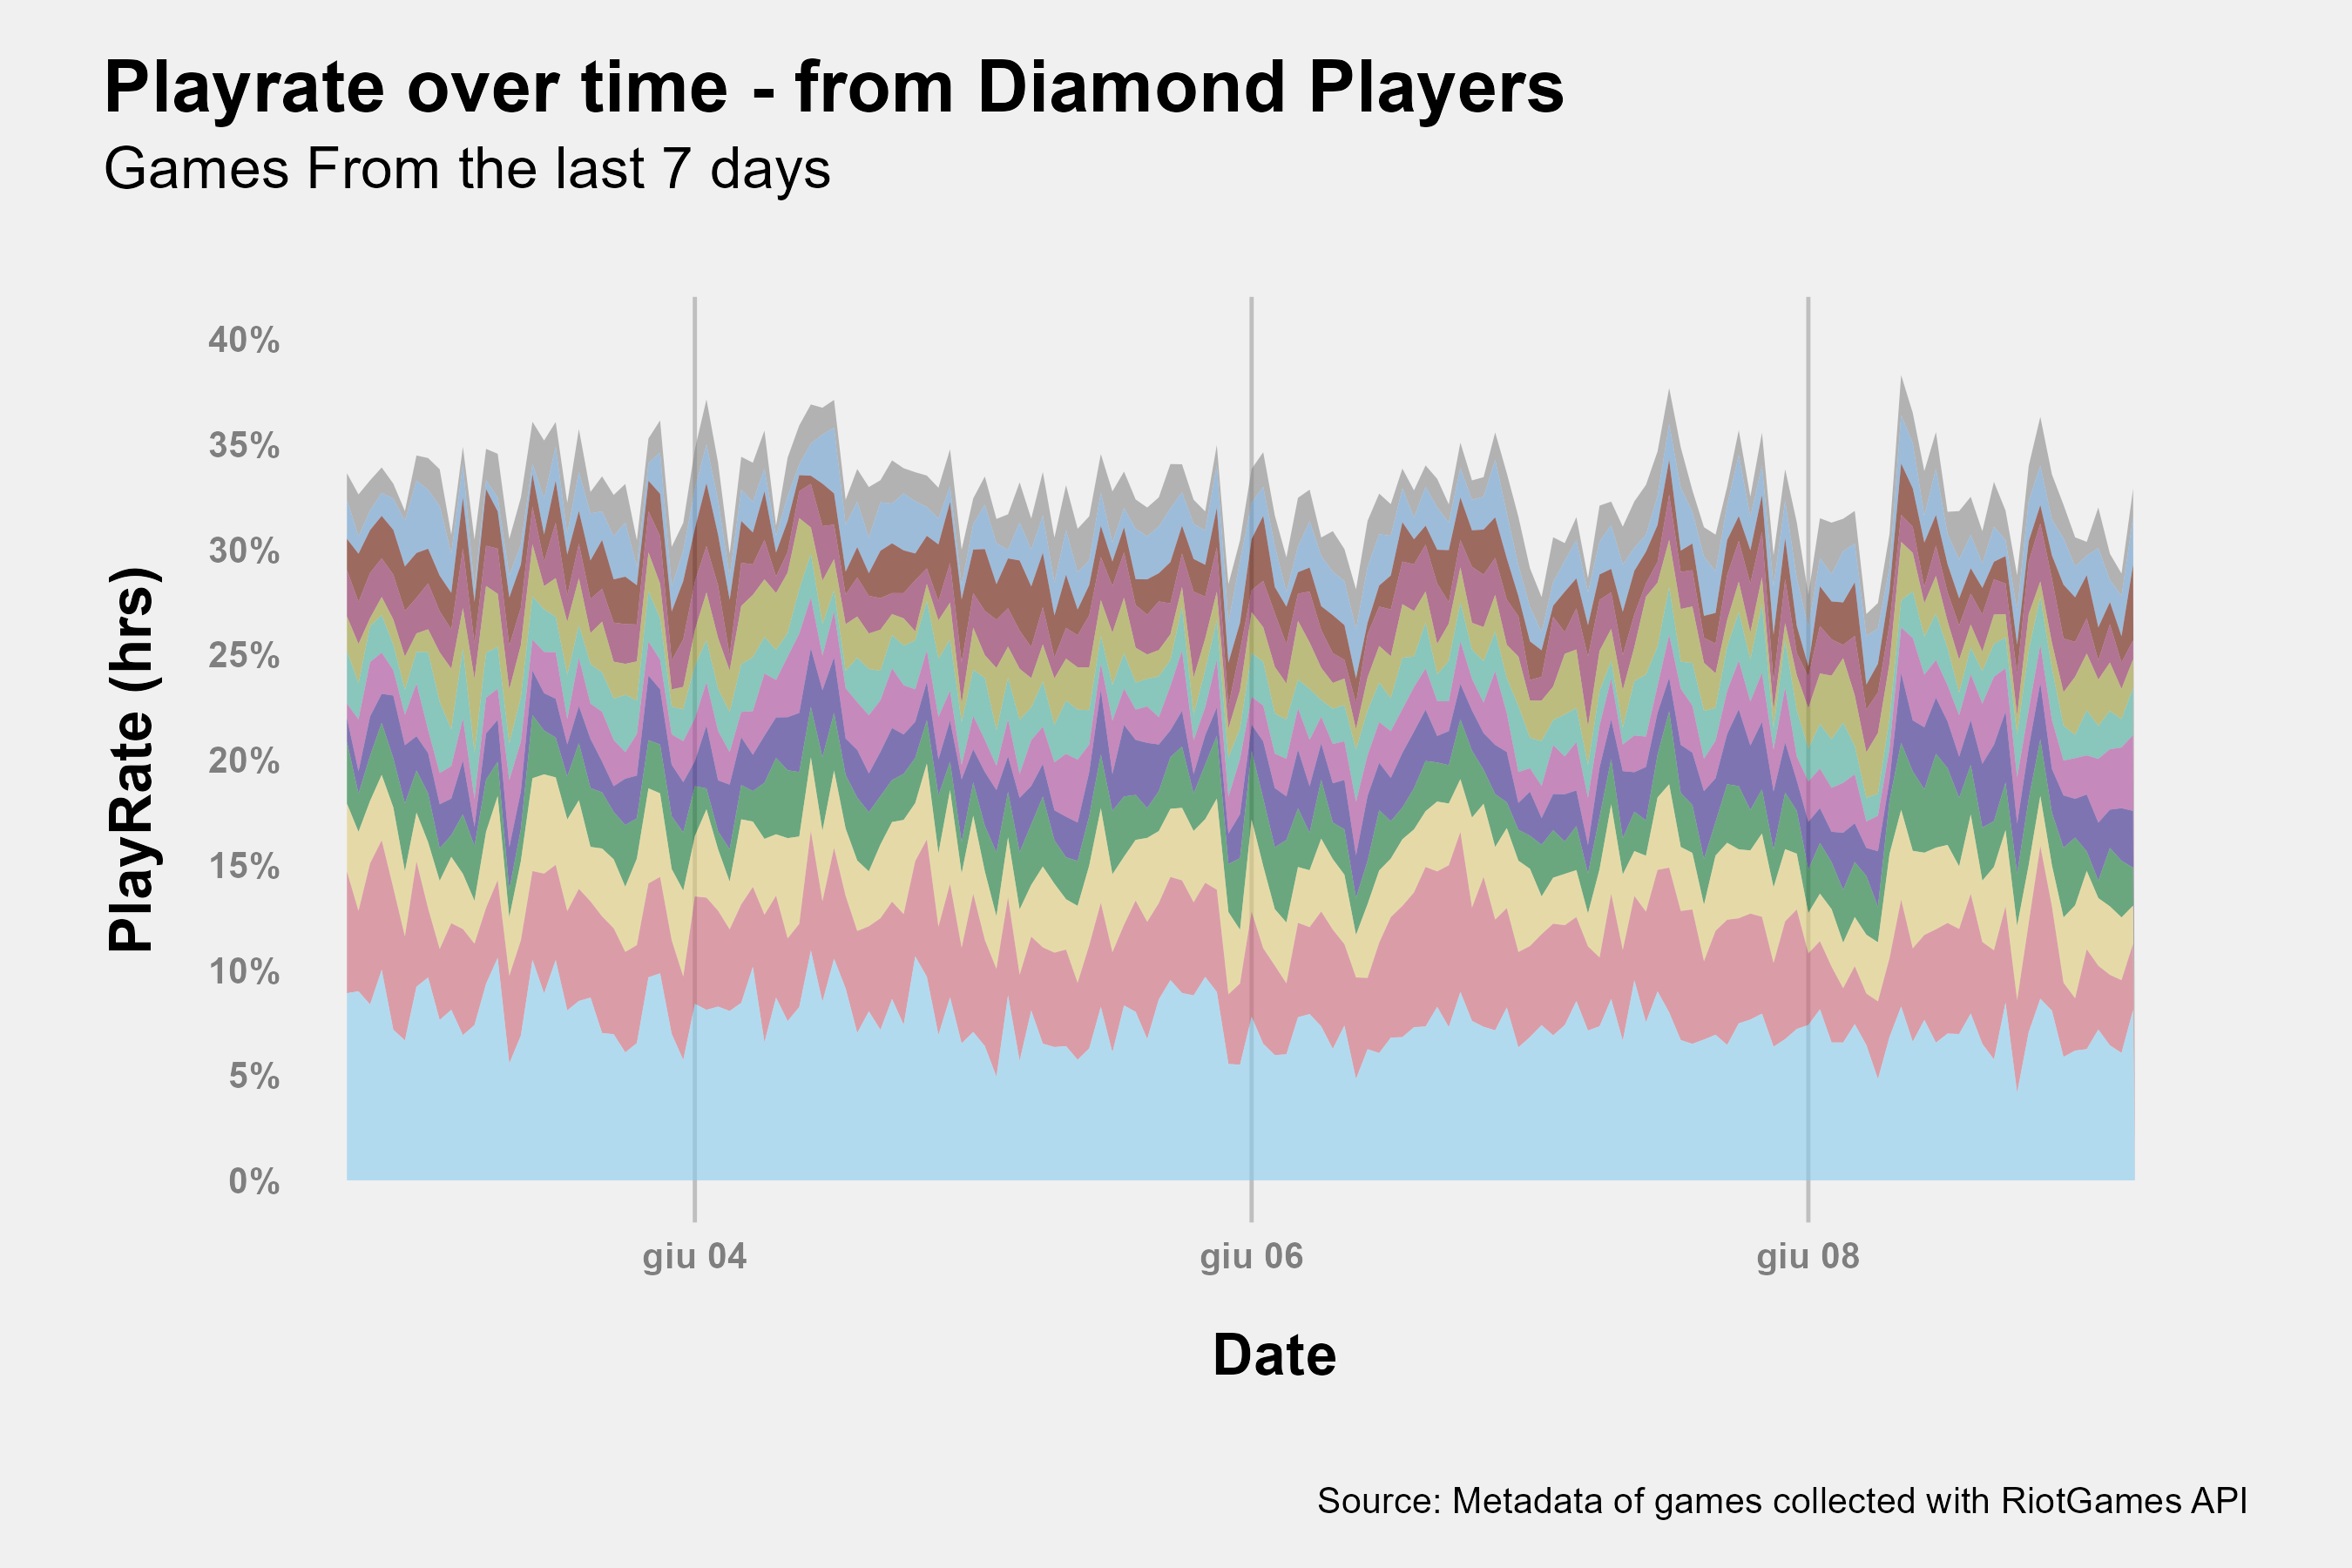 Playrate over time - from Diamond Players
Games From the last 7 days
PlayRate (hrs)
40%
35%
30%
25%
20%
15%
10%
5%
0%
giu 04
giu 06
giu 08
Date
Source: Metadata of games collected with RiotGames API